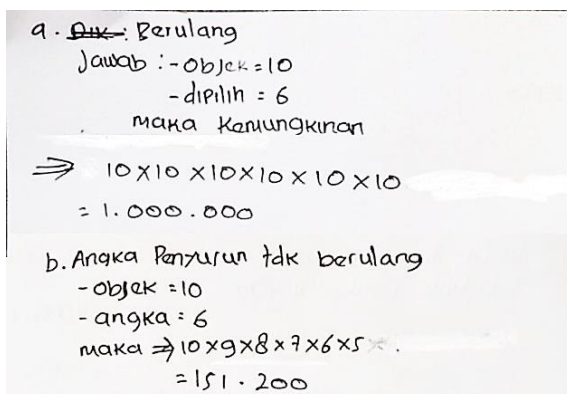 a. Dik: Berulang
Jawab : - Objek = 10
- dipilih = 6
maka Kemungkinan
⇒ 10 × 10 × 10 × 10 × 10 × 10
= 1.000.000
b. Angka Penyusun tdk berulang
- objek = 10
- angka = 6
maka ⇒ 10 × 9 × 8 × 7 × 6 × 5
= 151.200